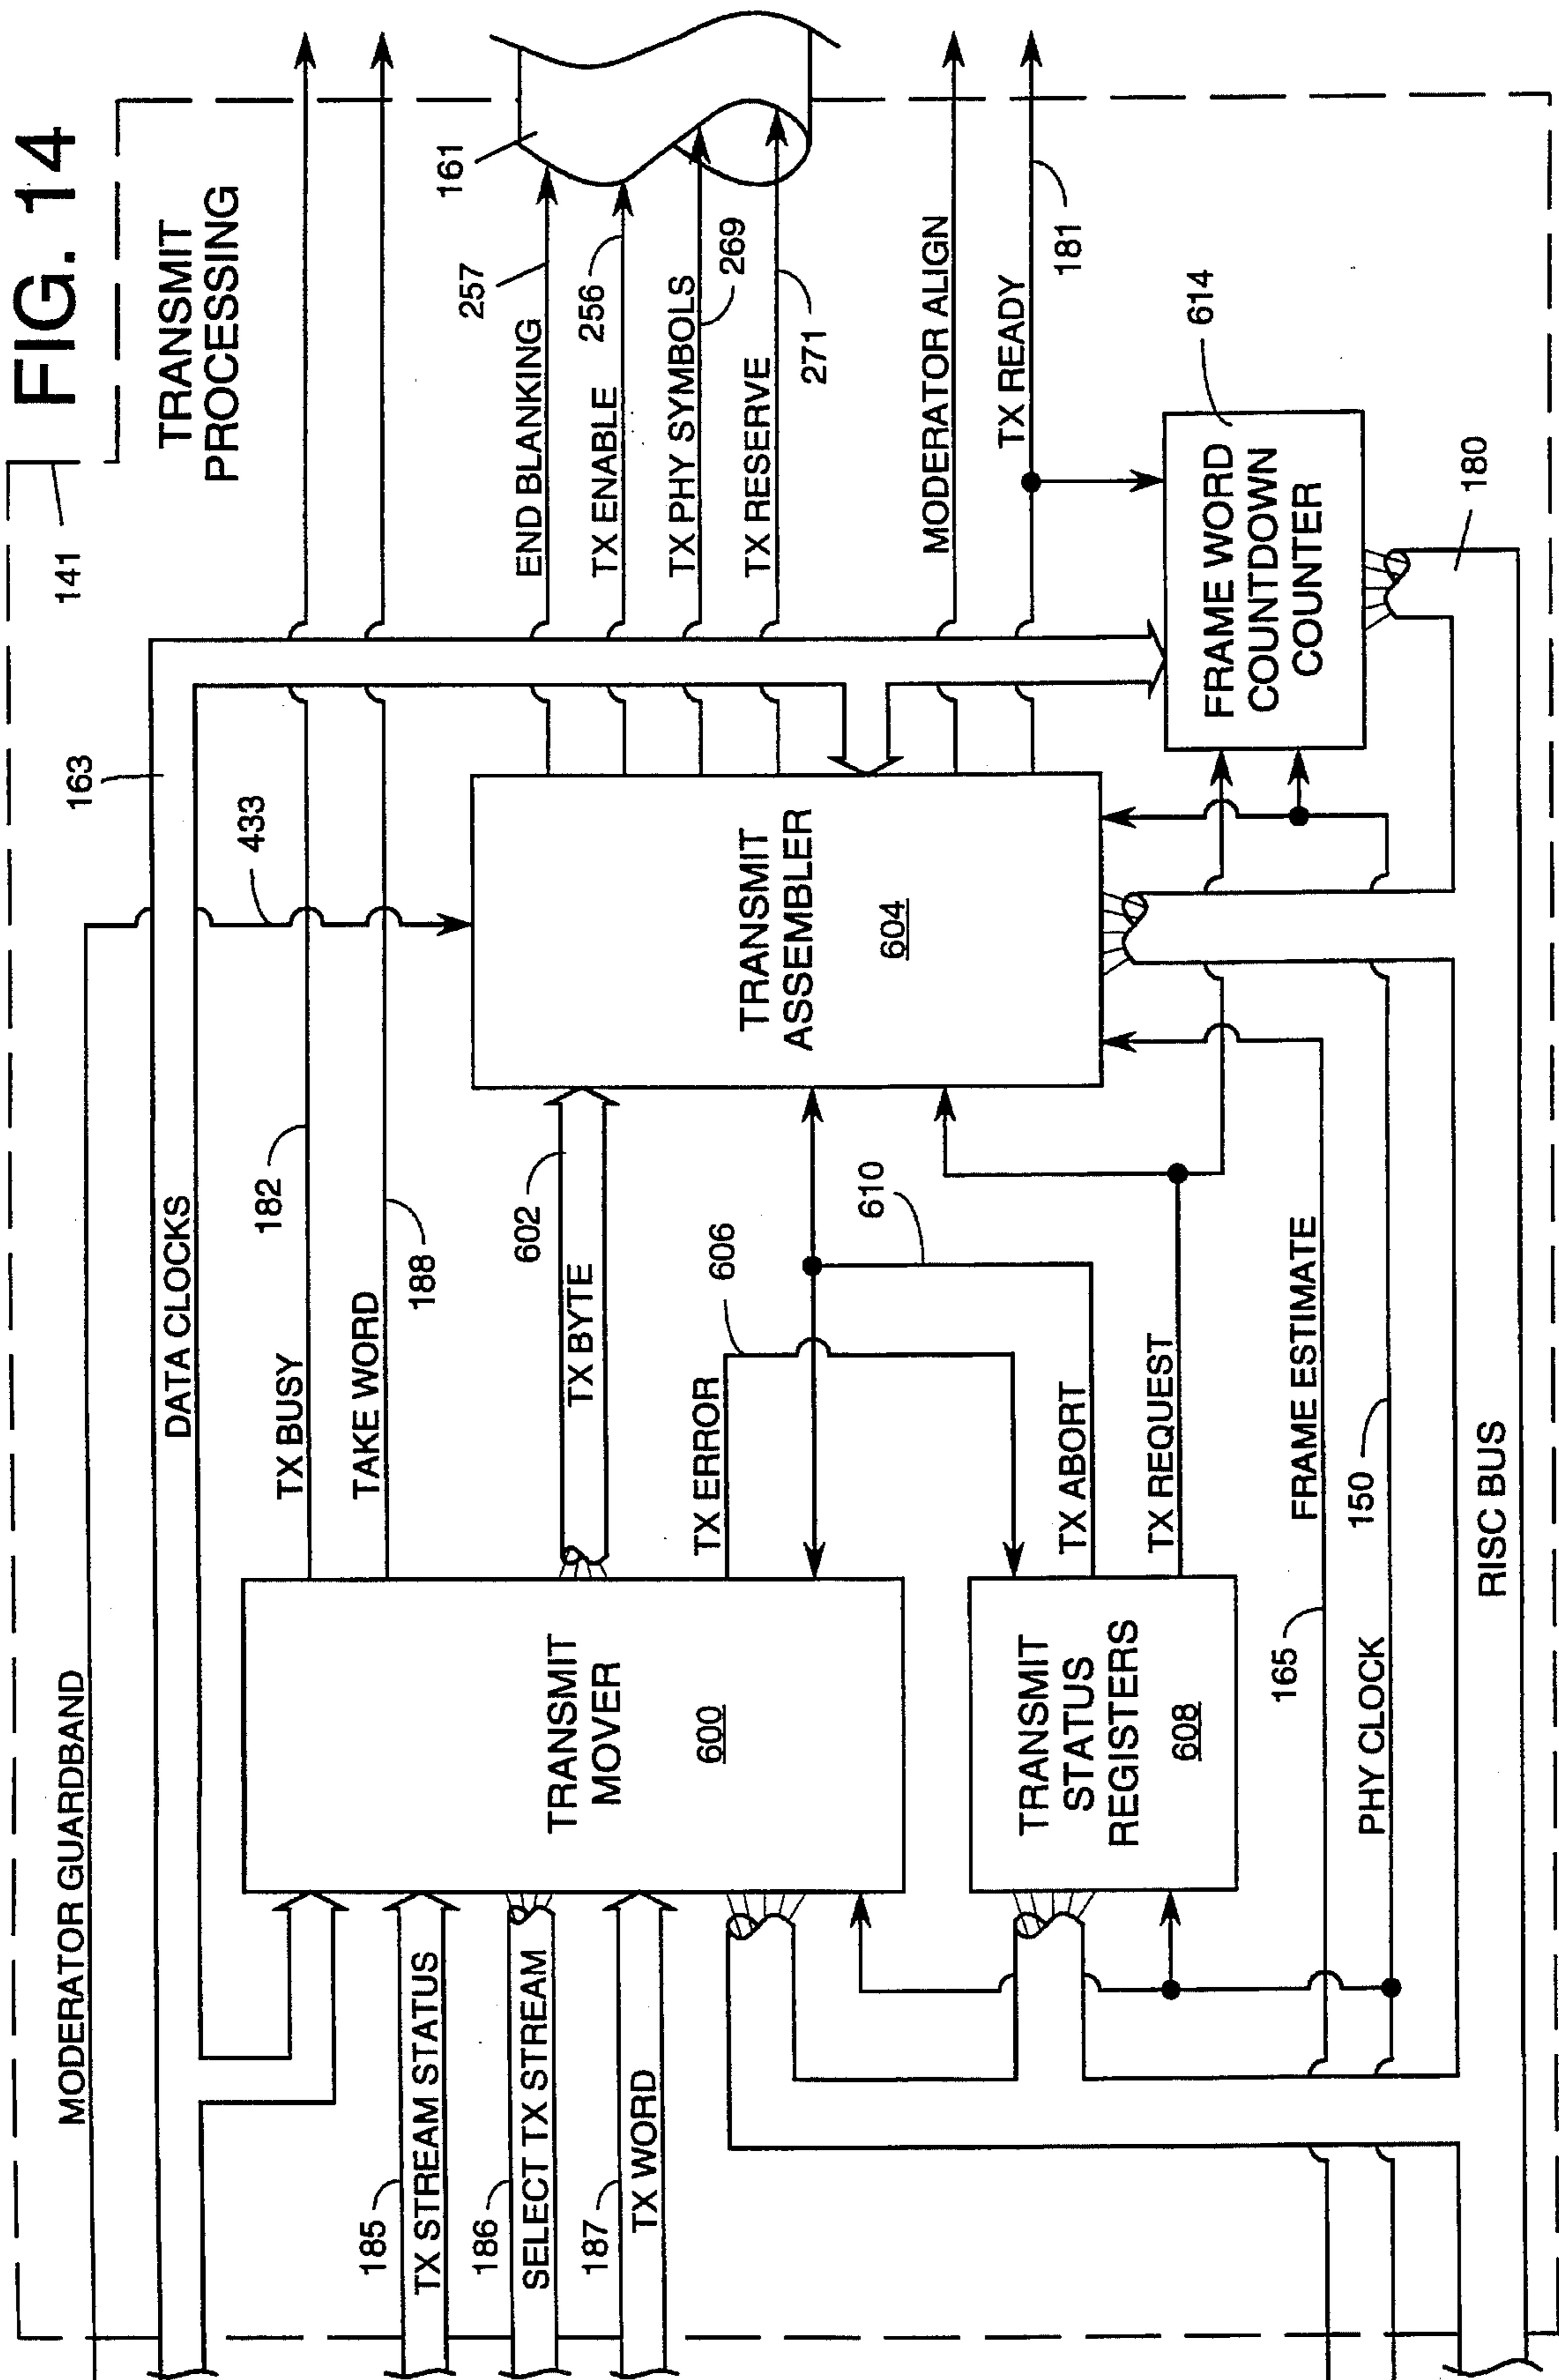 FIG. 14
141
TRANSMIT
PROCESSING
MODERATOR GUARDBAND
163
DATA CLOCKS
433
TX BUSY
182
TAKE WORD
188
185
TX STREAM STATUS
186
SELECT TX STREAM
187
TX WORD
TRANSMIT
MOVER
600
602
TX BYTE
TX ERROR
606
610
TX ABORT
TX REQUEST
TRANSMIT
STATUS
REGISTERS
608
TRANSMIT
ASSEMBLER
604
161
END BLANKING
257
TX ENABLE
256
TX PHY SYMBOLS
269
TX RESERVE
271
MODERATOR ALIGN
TX READY
181
FRAME WORD
COUNTDOWN
COUNTER
614
165
FRAME ESTIMATE
PHY CLOCK
150
RISC BUS
180